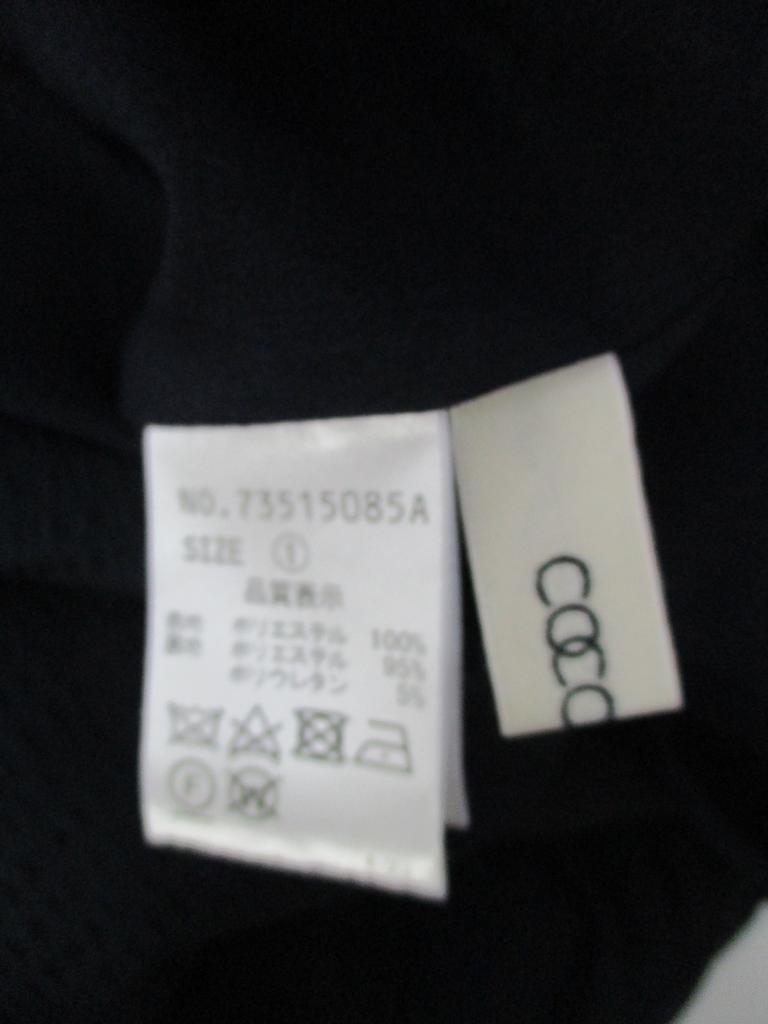 NO.73515085A
SIZE ①
品質表示
表地 ポリエステル 100%
裏地 ポリエステル 95%
ポリウレタン 5%
F
W
COCO